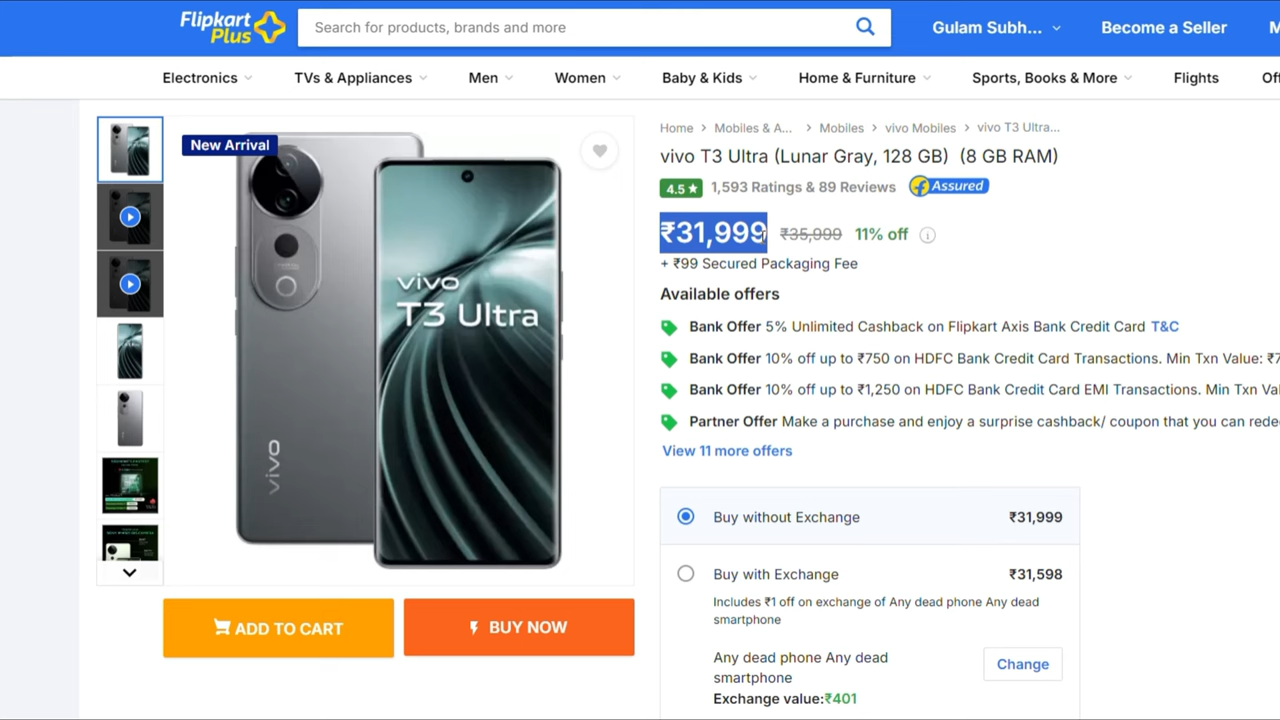 Flipkart
Plus
Search for products, brands and more
Gulam Subh...
Become a Seller
M
Electronics
TVs & Appliances
Men
Women
Baby & Kids
Home & Furniture
Sports, Books & More
Flights
Off
New Arrival
vivo
vivo
T3 Ultra
ADD TO CART
BUY NOW
Home > Mobiles & A... > Mobiles > vivo Mobiles > vivo T3 Ultra...
vivo T3 Ultra (Lunar Gray, 128 GB) (8 GB RAM)
4.5★ 1,593 Ratings & 89 Reviews Assured
₹31,999 ₹35,999 11% off
+ ₹99 Secured Packaging Fee
Available offers
Bank Offer 5% Unlimited Cashback on Flipkart Axis Bank Credit Card T&C
Bank Offer 10% off up to ₹750 on HDFC Bank Credit Card Transactions. Min Txn Value: ₹7
Bank Offer 10% off up to ₹1,250 on HDFC Bank Credit Card EMI Transactions. Min Txn Val
Partner Offer Make a purchase and enjoy a surprise cashback/ coupon that you can rede
View 11 more offers
Buy without Exchange ₹31,999
Buy with Exchange ₹31,598
Includes ₹1 off on exchange of Any dead phone Any dead
smartphone
Any dead phone Any dead
smartphone
Change
Exchange value:₹401